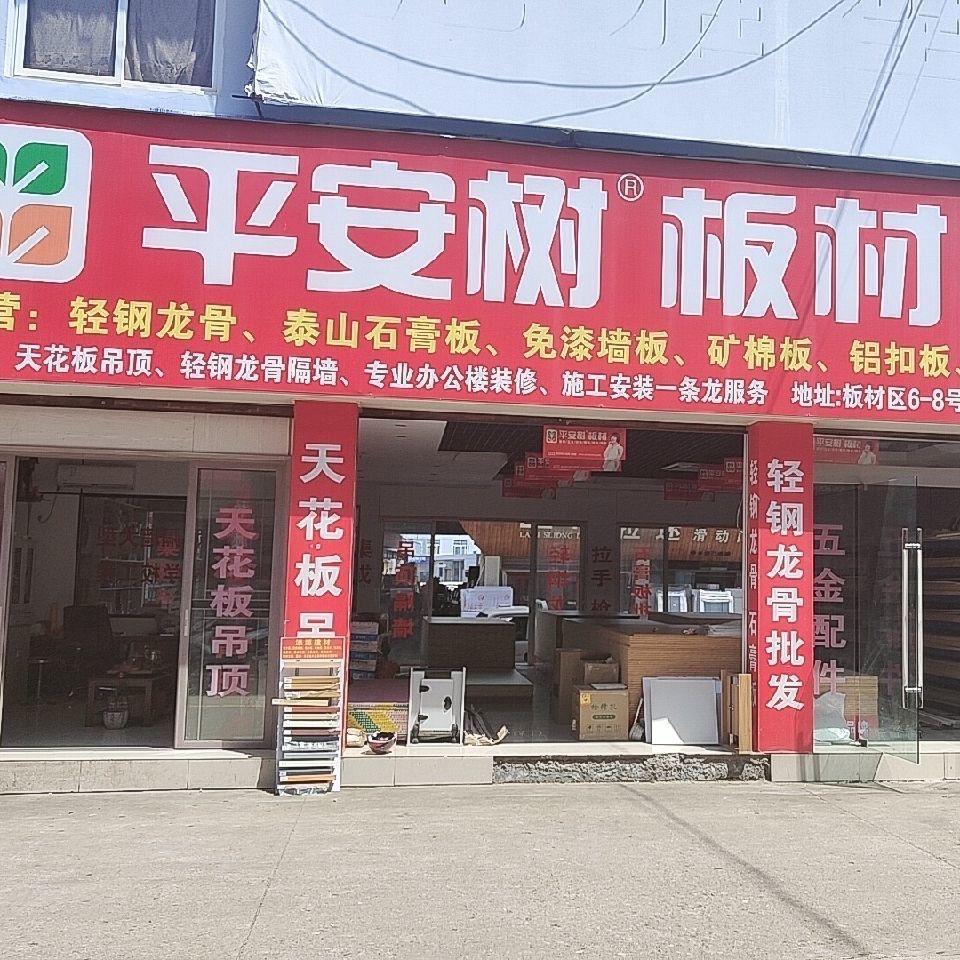 平安树® 板材
营：轻钢龙骨、泰山石膏板、免漆墙板、矿棉板、铝扣板、
天花板吊顶、轻钢龙骨隔墙、专业办公楼装修、施工安装一条龙服务 地址:板材区6-8号
平安树 板材
天花板吊
天花板吊顶
轻钢龙骨石膏
轻钢龙骨批发
五金配件
拉手
滑动